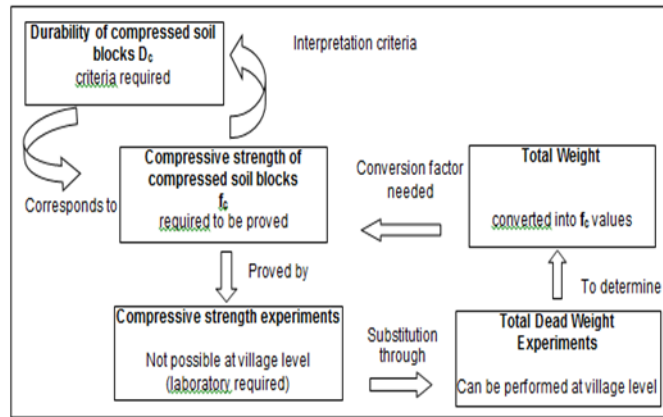 Durability of compressed soil
blocks Dc
criteria required
Interpretation criteria
Compressive strength of
compressed soil blocks
fc
required to be proved
Corresponds to
Conversion factor
needed
Total Weight
converted into fc values
Proved by
To determine
Compressive strength experiments
Not possible at village level
(laboratory required)
Substitution
through
Total Dead Weight
Experiments
Can be performed at village level